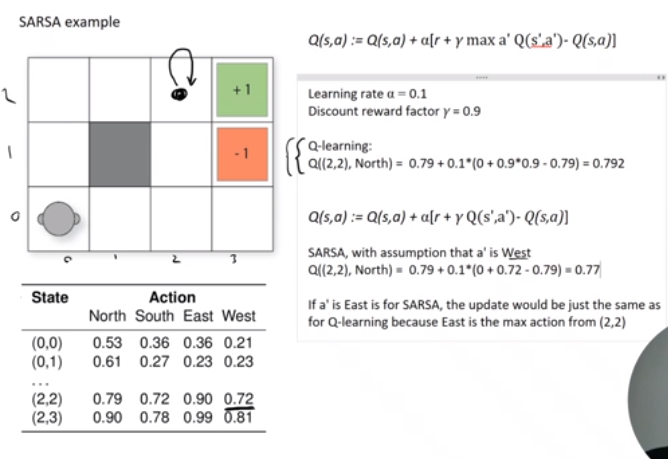 SARSA example
Q(s,a) := Q(s,a) + α[r + γ max a' Q(s',a')- Q(s,a)]
2
+1
Learning rate α = 0.1
Discount reward factor γ = 0.9
1
-1
Q-learning:
Q((2,2), North) = 0.79 + 0.1*(0 + 0.9*0.9 - 0.79) = 0.792
0
Q(s,a) := Q(s,a) + α[r + γ Q(s',a')- Q(s,a)]
0 1 2 3
SARSA, with assumption that a' is West
Q((2,2), North) = 0.79 + 0.1*(0 + 0.72 - 0.79) = 0.77
If a' is East is for SARSA, the update would be just the same as
for Q-learning because East is the max action from (2,2)
State Action
North South East West
(0,0) 0.53 0.36 0.36 0.21
(0,1) 0.61 0.27 0.23 0.23
...
(2,2) 0.79 0.72 0.90 0.72
(2,3) 0.90 0.78 0.99 0.81